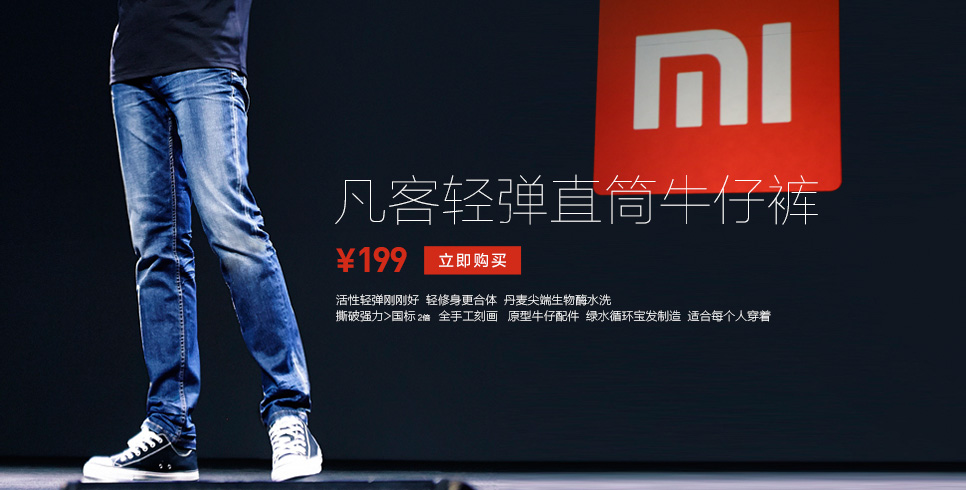 mi
凡客轻弹直筒牛仔裤
¥199 立即购买
活性轻弹刚刚好 轻修身更合体 丹麦尖端生物酶水洗
撕破强力>国标2倍 全手工刻画 原型牛仔配件 绿水循环宝发制造 适合每个人穿着